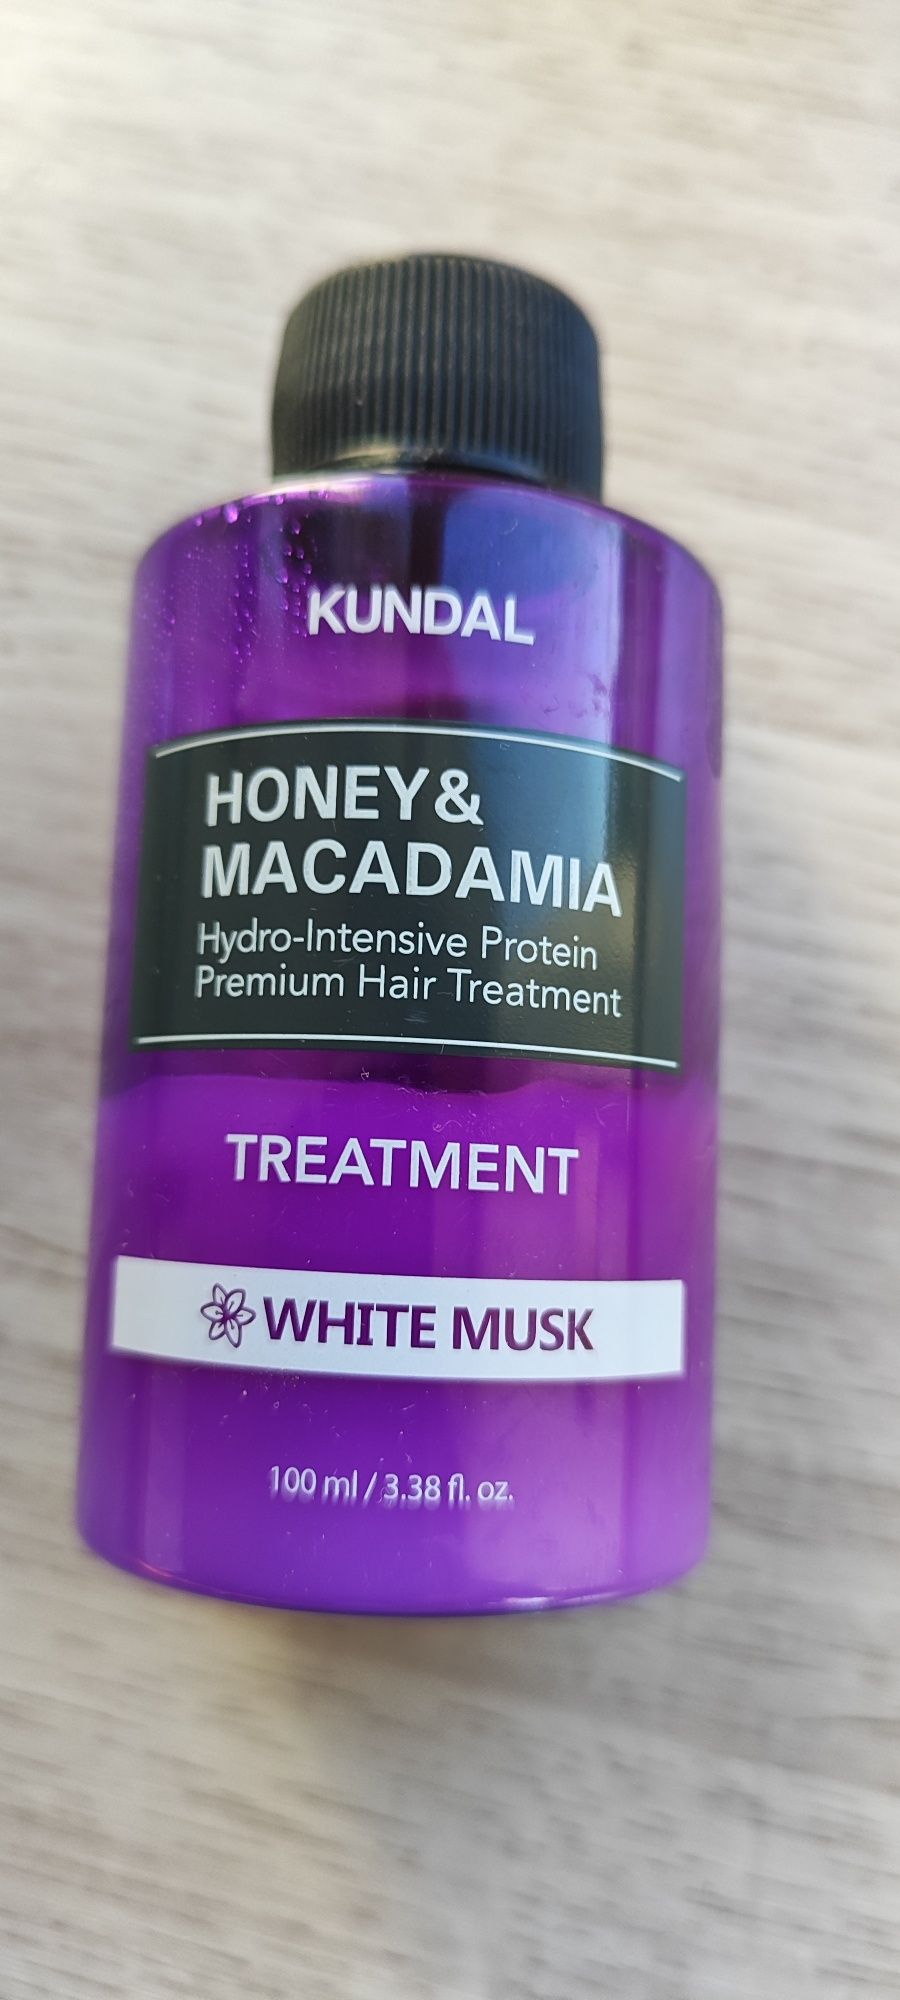 KUNDAL
HONEY&
MACADAMIA
Hydro-Intensive Protein
Premium Hair Treatment
TREATMENT
WHITE MUSK
100 ml / 3.38 fl. oz.